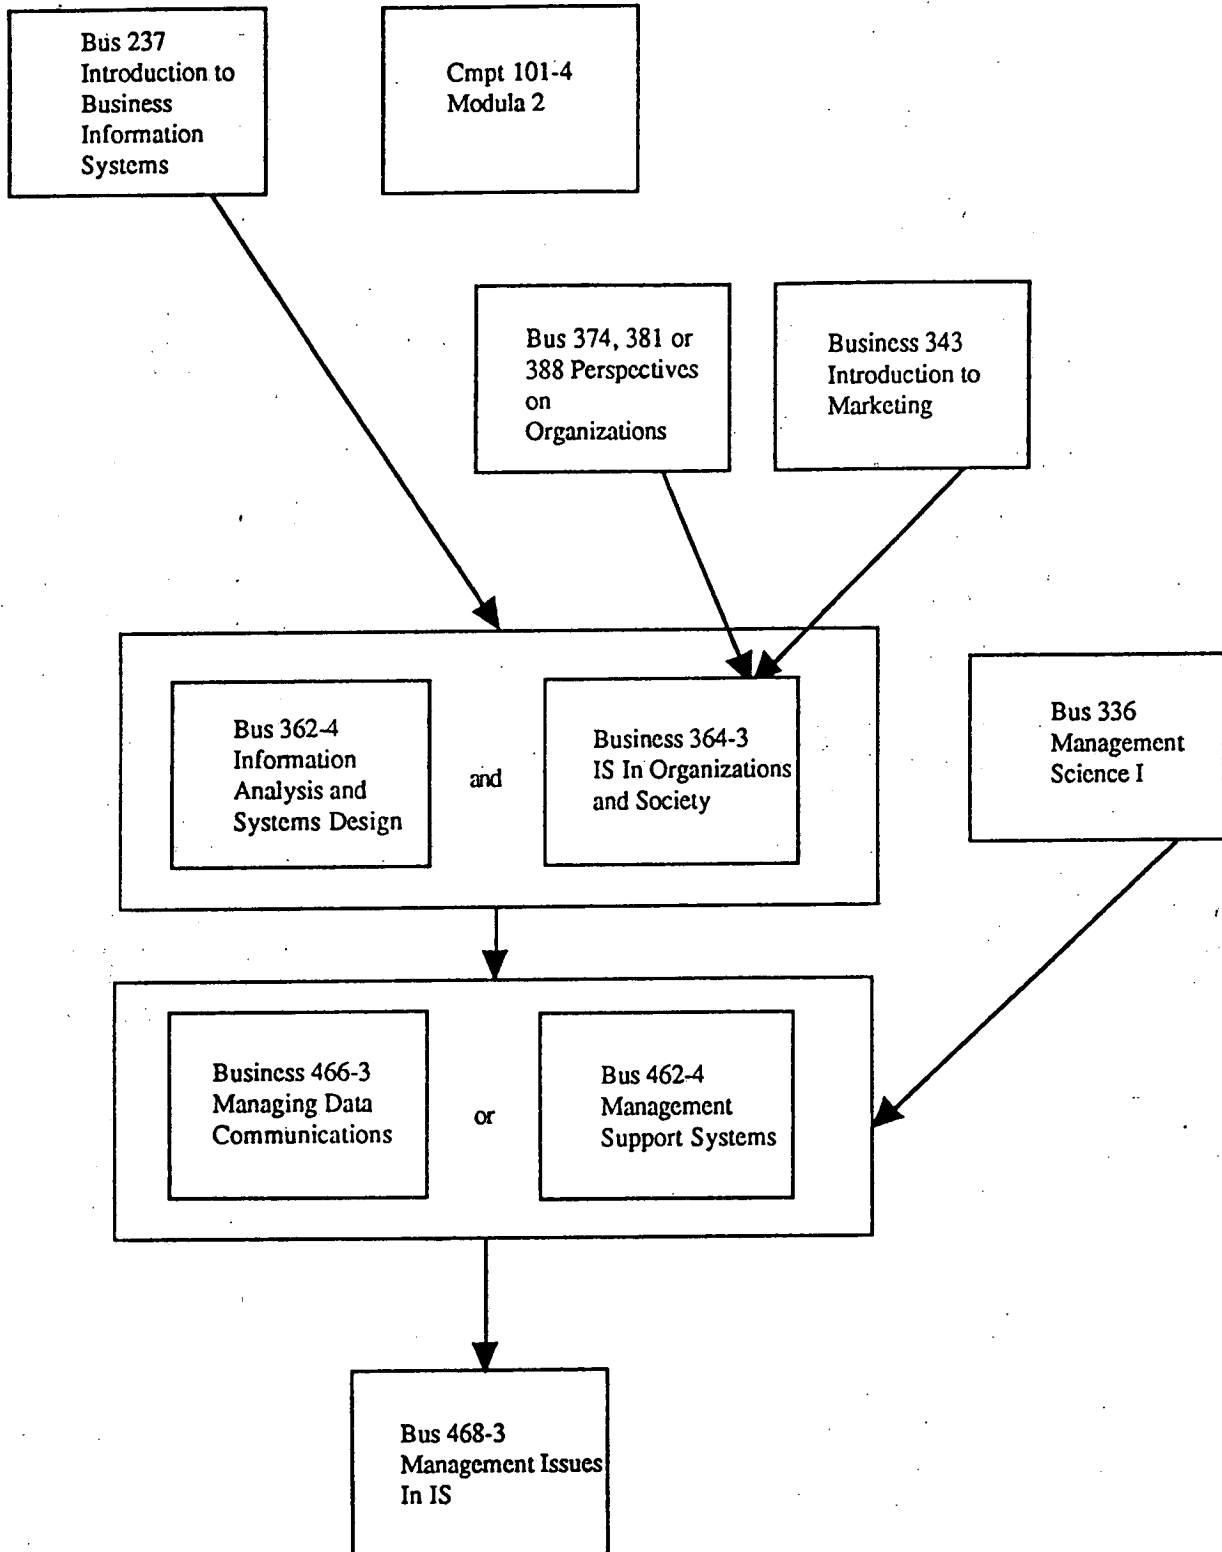 Bus 237
Introduction to
Business
Information
Systems
Cmpt 101-4
Modula 2
Bus 374, 381 or
388 Perspectives
on
Organizations
Business 343
Introduction to
Marketing
Bus 362-4
Information
Analysis and
Systems Design
and
Business 364-3
IS In Organizations
and Society
Bus 336
Management
Science I
Business 466-3
Managing Data
Communications
or
Bus 462-4
Management
Support Systems
Bus 468-3
Management Issues
In IS